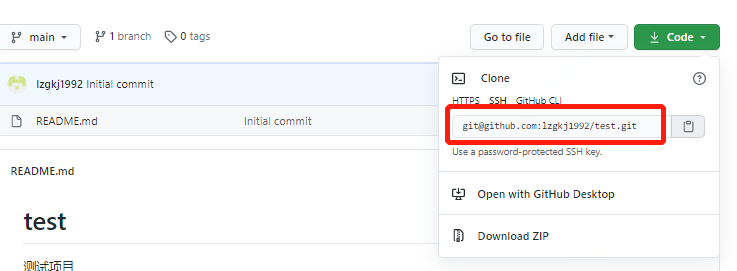 main 1 branch 0 tags Go to file Add file Code
lzgkj1992 Initial commit
Clone
HTTPS SSH GitHub CLI
README.md Initial commit
git@github.com:lzgkj1992/test.git
Use a password-protected SSH key.
README.md
Open with GitHub Desktop
test
Download ZIP
测试项目